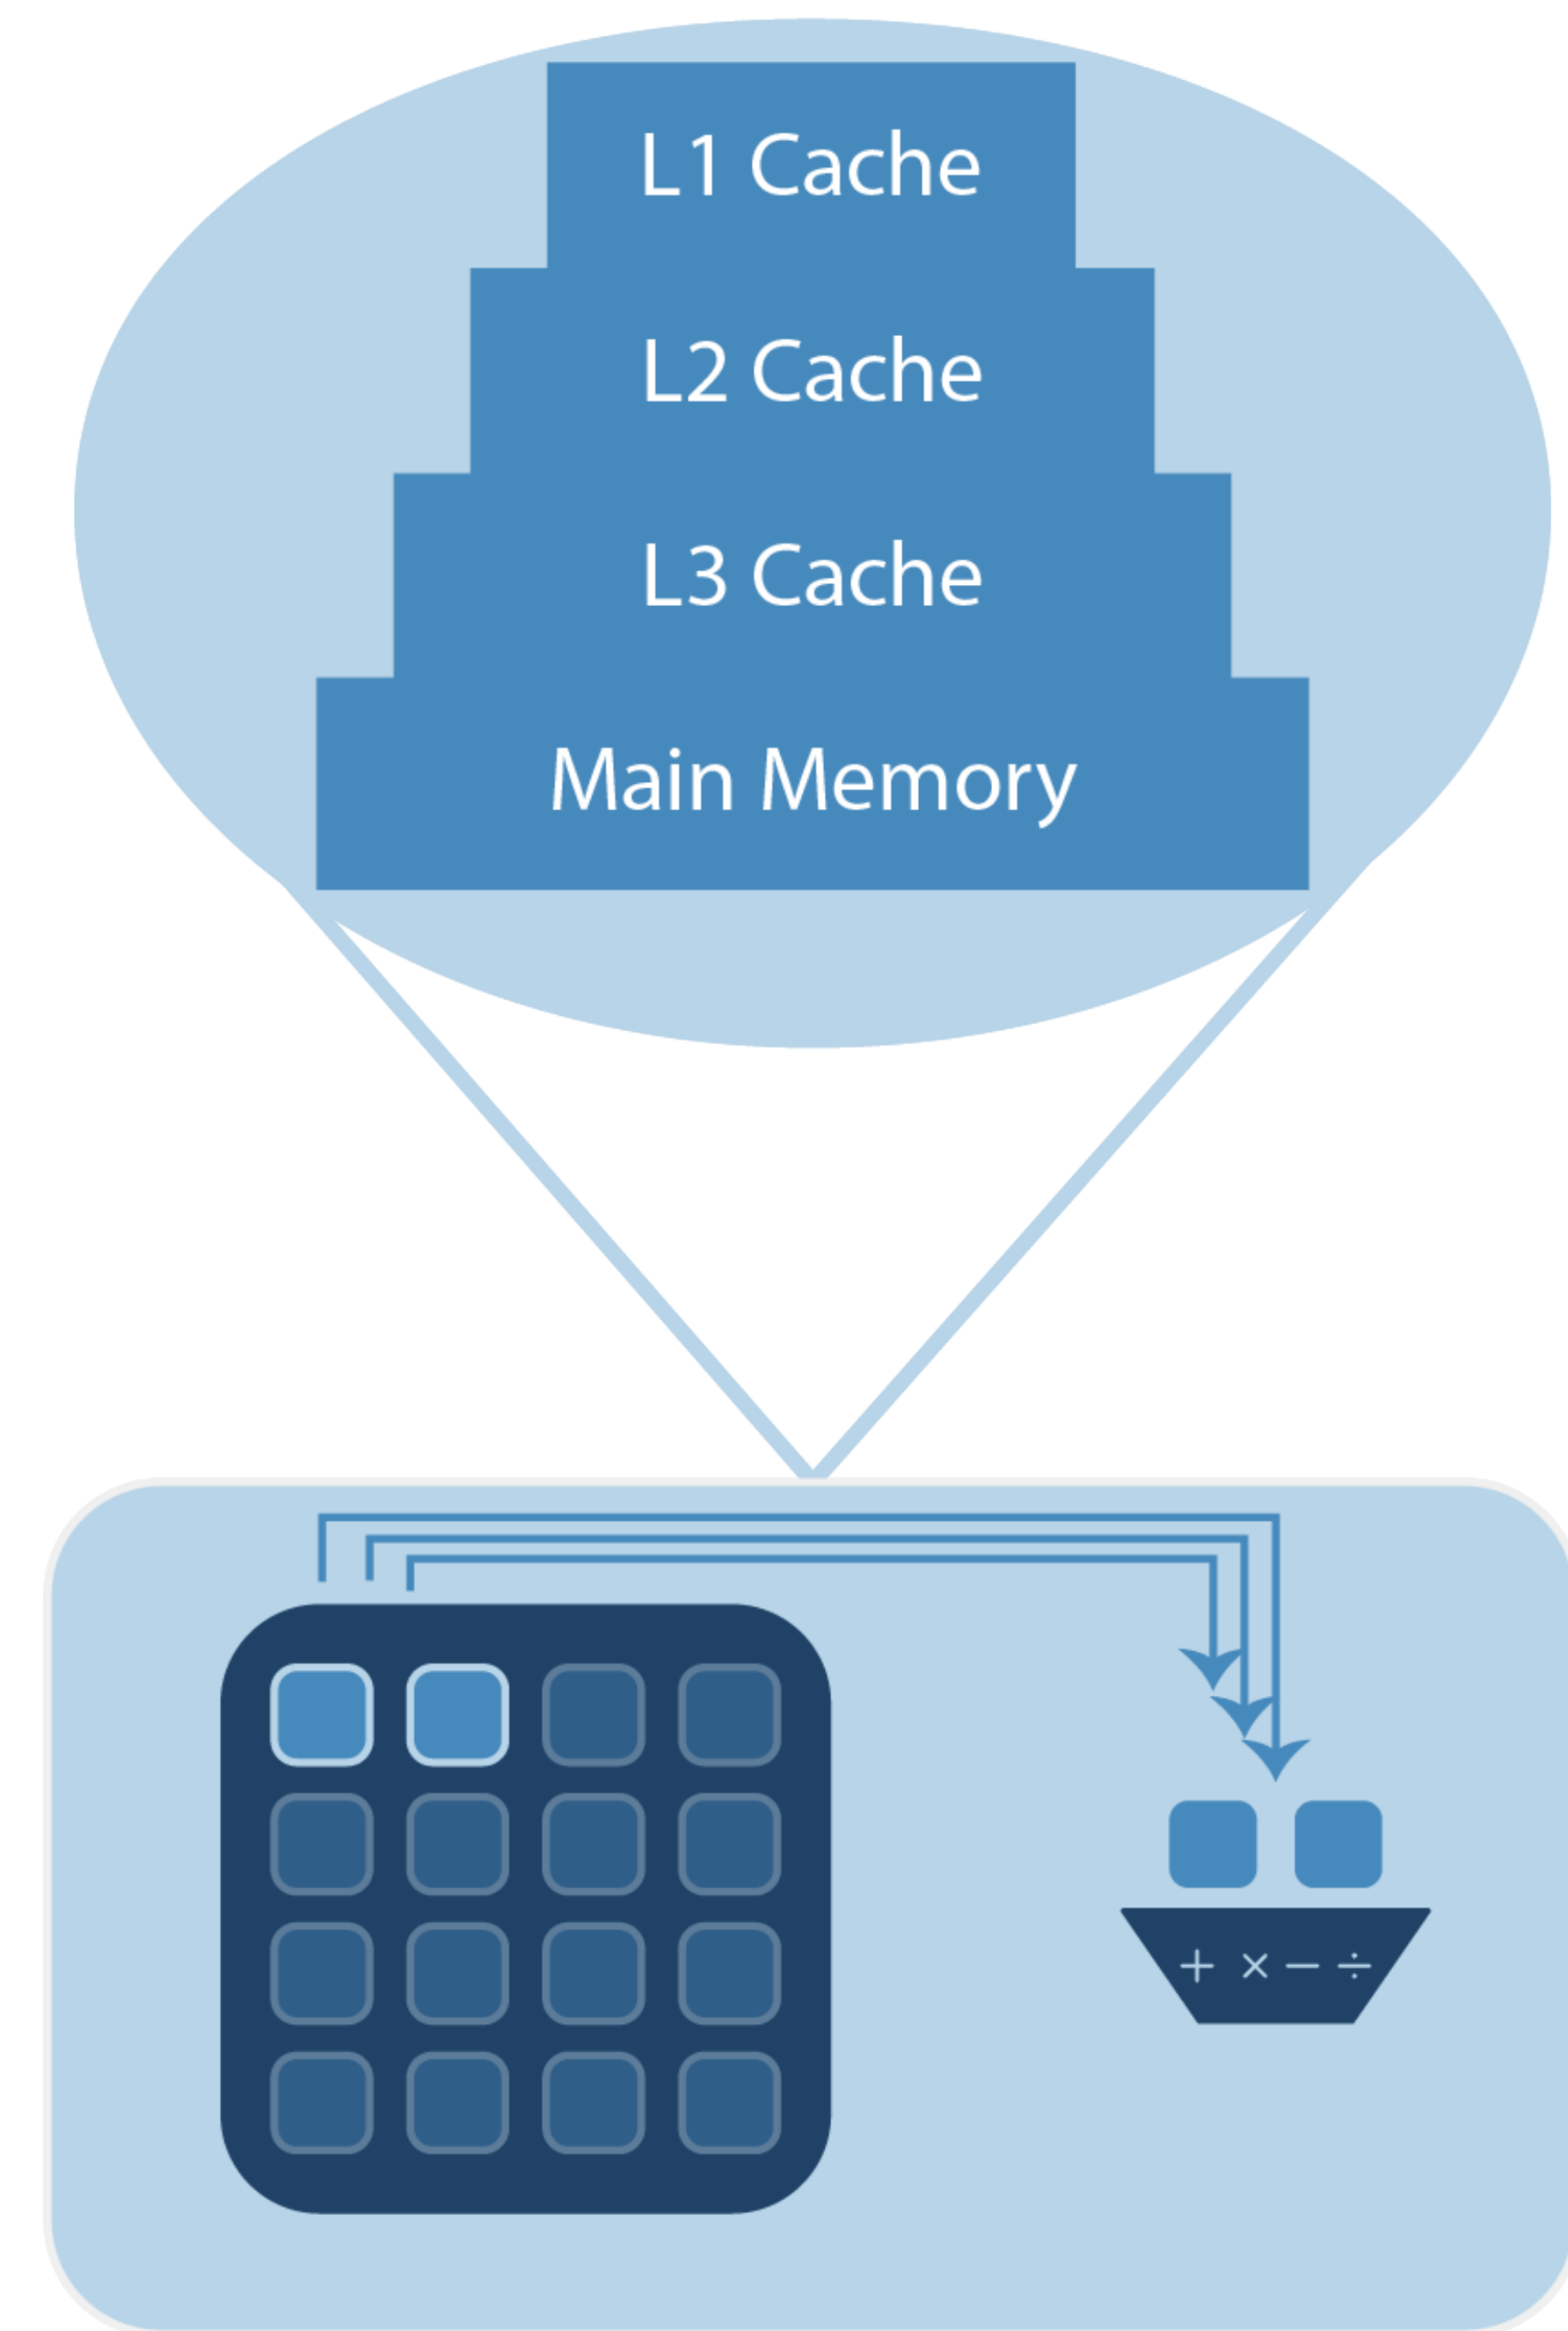 L1 Cache
L2 Cache
L3 Cache
Main Memory
+ × − ÷